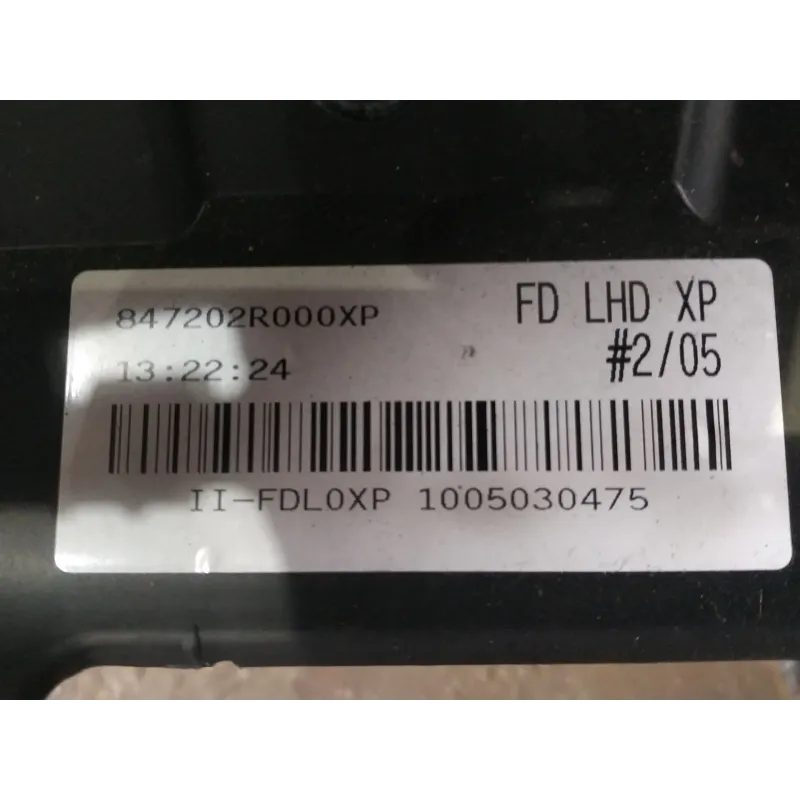 847202R000XP FD LHD XP
13:22:24 #2/05
II-FDL0XP 1005030475